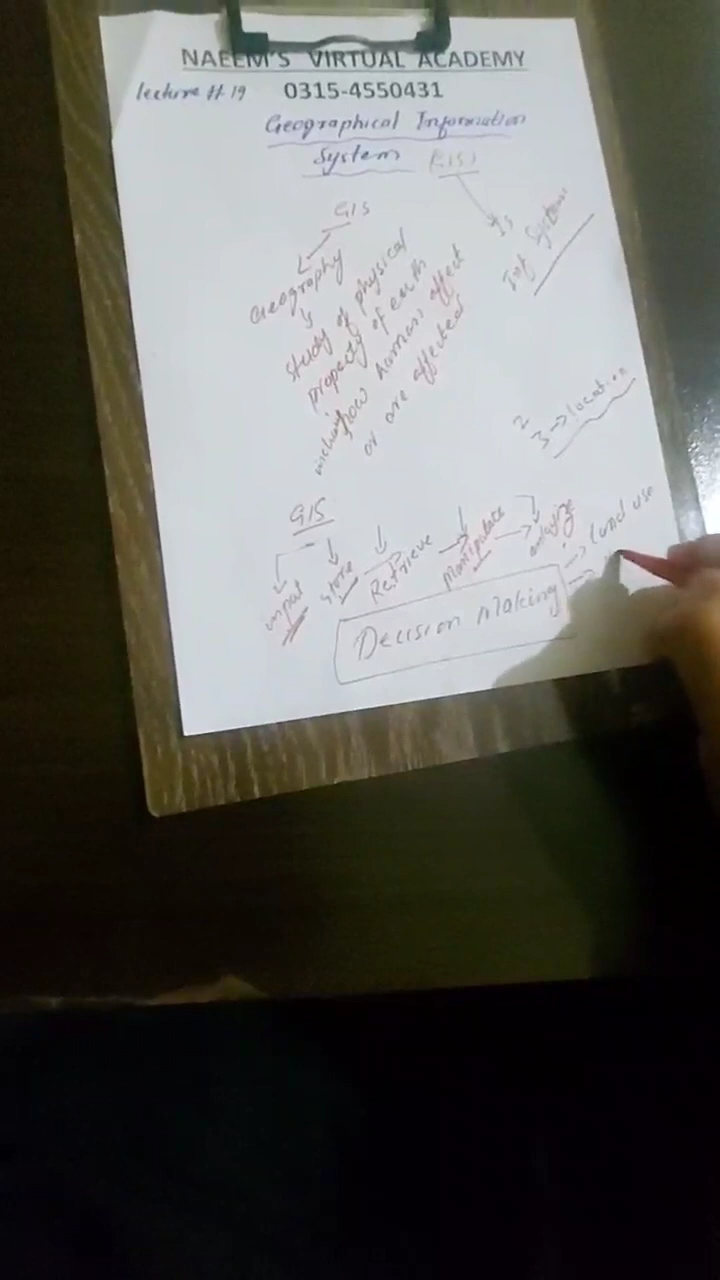 NAEEM'S VIRTUAL ACADEMY
lecture # 19 0315-4550431
Geographical Information
System (GIS)
GIS
Geography
study of physical
property of earth
how humans affect
or are affected
Is
Inf System
2
3 → location
GIS
input
store
Retrieve
Manipulate
Decision Making
→ land use